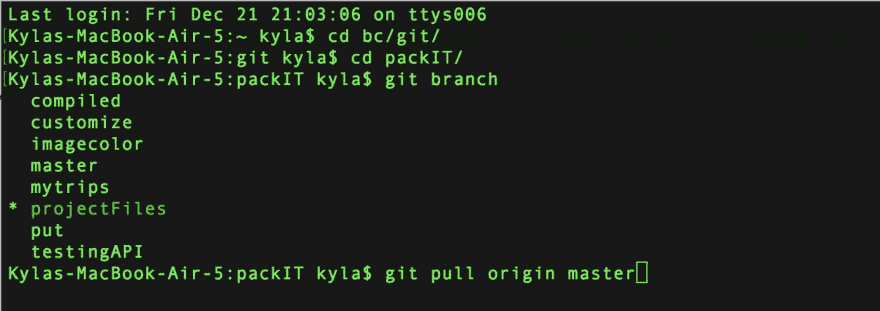 Last login: Fri Dec 21 21:03:06 on ttys006
[Kylas-MacBook-Air-5:~ kyla$ cd bc/git/
[Kylas-MacBook-Air-5:git kyla$ cd packIT/
[Kylas-MacBook-Air-5:packIT kyla$ git branch
compiled
customize
imagecolor
master
mytrips
* projectFiles
put
testingAPI
Kylas-MacBook-Air-5:packIT kyla$ git pull origin master